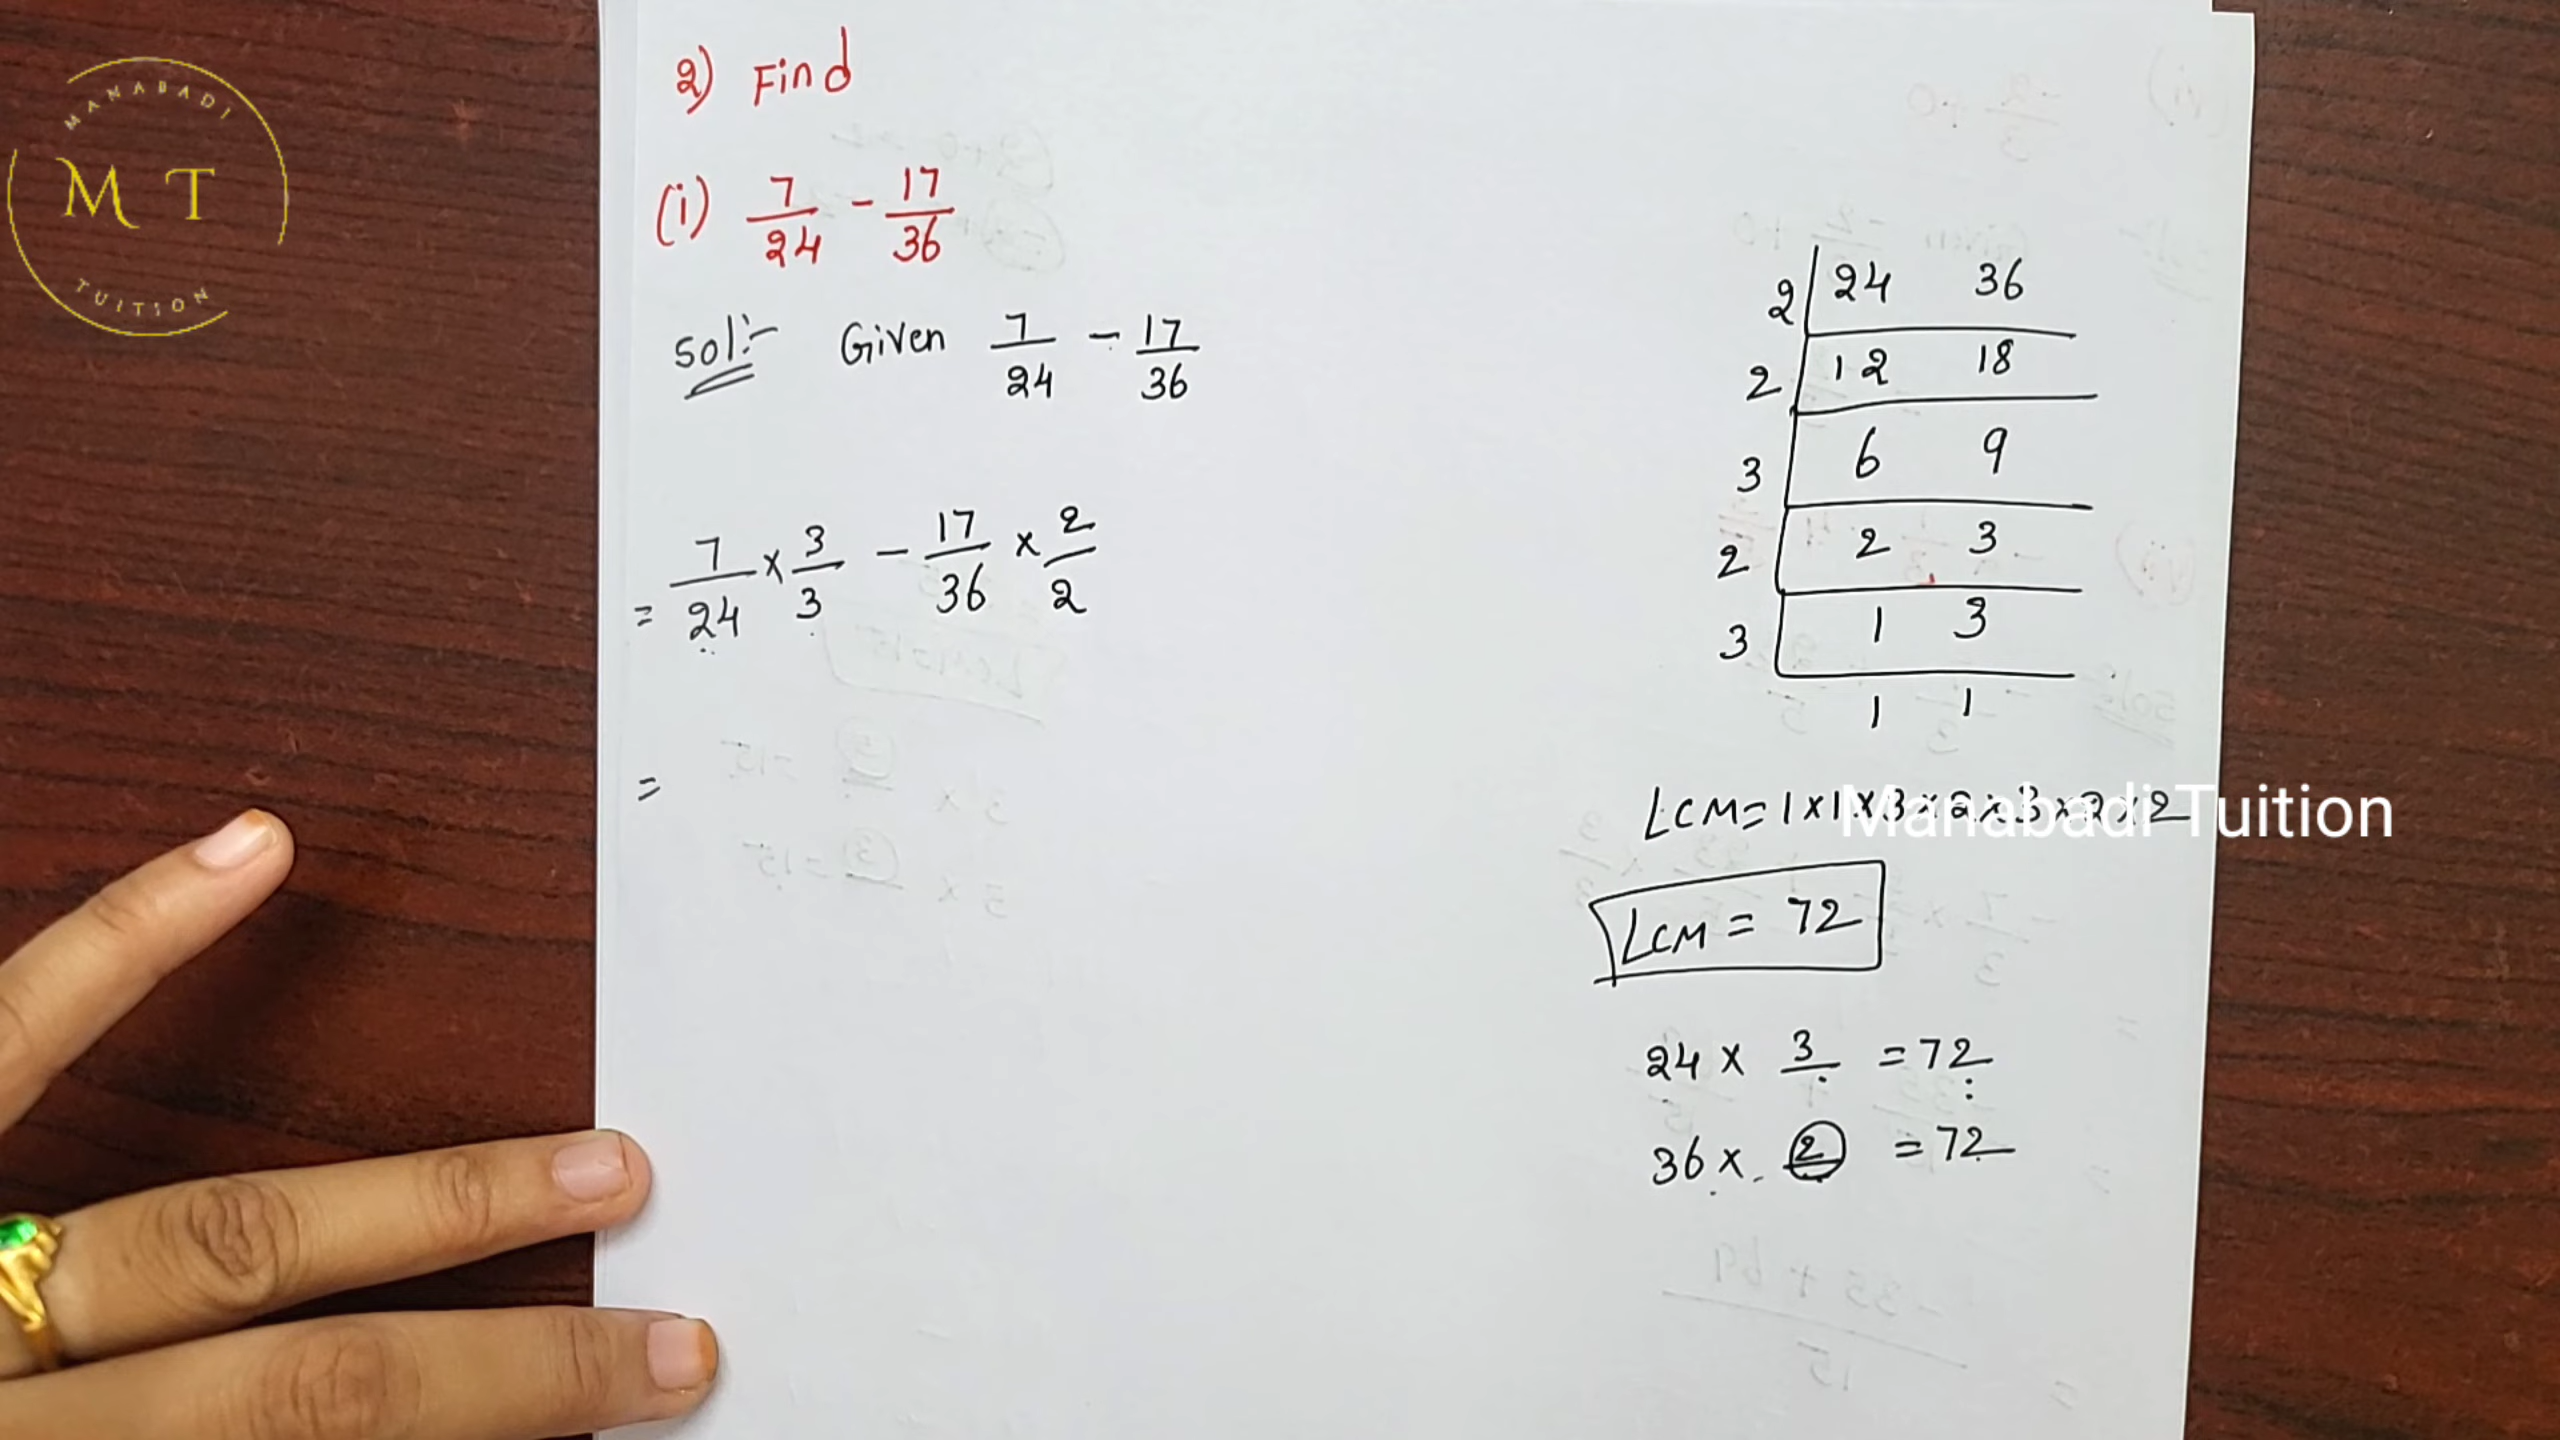 MANABADI
M T
TUITION
2) Find
(i) 7/24 - 17/36
Sol:- Given 7/24 - 17/36
= 7/24 × 3/3 - 17/36 × 2/2
=
2 | 24 36
2 | 12 18
3 | 6 9
2 | 2 3
3 | 1 3
1 1
LCM = 1×1×3×2×3×2×2
Manabadi Tuition
LCM = 72
24 × 3 = 72
36 × 2 = 72